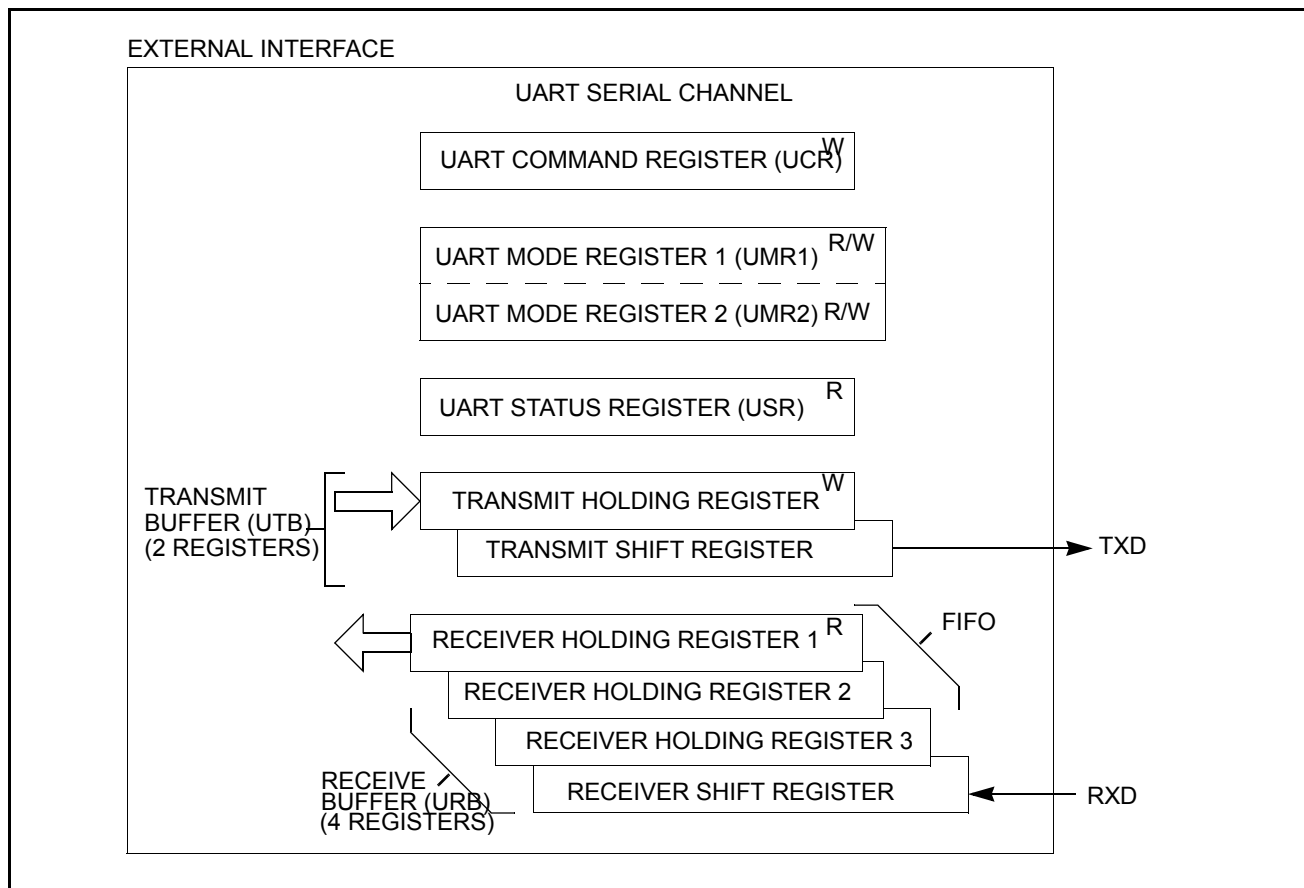 EXTERNAL INTERFACE
UART SERIAL CHANNEL
UART COMMAND REGISTER (UCR) W
UART MODE REGISTER 1 (UMR1) R/W
UART MODE REGISTER 2 (UMR2) R/W
UART STATUS REGISTER (USR) R
TRANSMIT
BUFFER (UTB)
(2 REGISTERS)
TRANSMIT HOLDING REGISTER W
TRANSMIT SHIFT REGISTER
TXD
RECEIVER HOLDING REGISTER 1 R
FIFO
RECEIVER HOLDING REGISTER 2
RECEIVER HOLDING REGISTER 3
RECEIVE
BUFFER (URB)
(4 REGISTERS)
RECEIVER SHIFT REGISTER
RXD